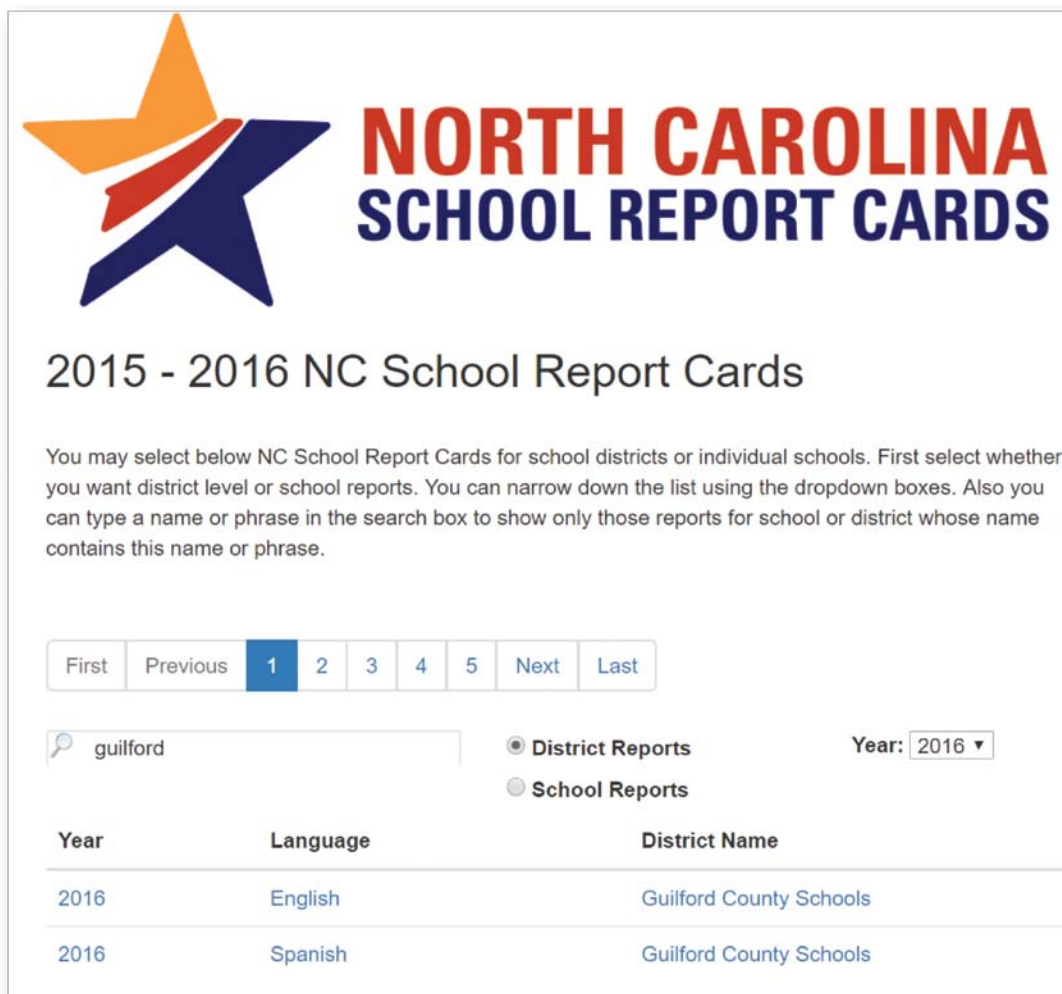 NORTH CAROLINA
SCHOOL REPORT CARDS
2015 - 2016 NC School Report Cards
You may select below NC School Report Cards for school districts or individual schools. First select whether
you want district level or school reports. You can narrow down the list using the dropdown boxes. Also you
can type a name or phrase in the search box to show only those reports for school or district whose name
contains this name or phrase.
First Previous 1 2 3 4 5 Next Last
guilford District Reports Year: 2016
School Reports
Year Language District Name
2016 English Guilford County Schools
2016 Spanish Guilford County Schools